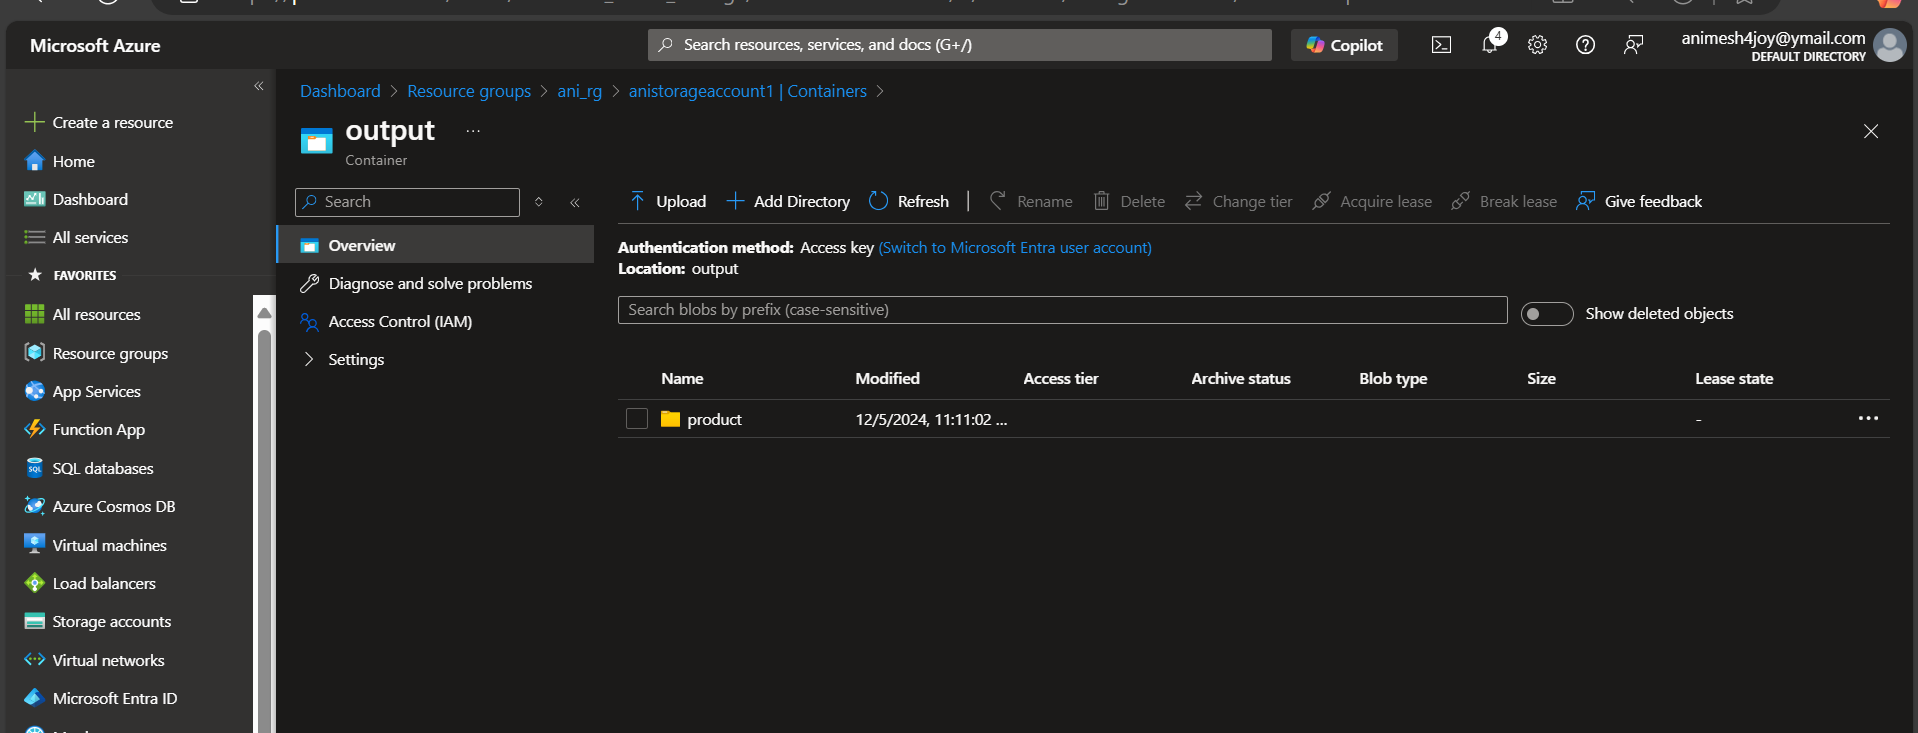 Microsoft Azure
Search resources, services, and docs (G+/)
Copilot
4
animesh4joy@ymail.com
DEFAULT DIRECTORY
«
Create a resource
Home
Dashboard
All services
FAVORITES
All resources
Resource groups
App Services
Function App
SQL databases
Azure Cosmos DB
Virtual machines
Load balancers
Storage accounts
Virtual networks
Microsoft Entra ID
Dashboard > Resource groups > ani_rg > anistorageaccount1 | Containers >
output ...
Container
Search
«
Overview
Diagnose and solve problems
Access Control (IAM)
Settings
Upload Add Directory Refresh | Rename Delete Change tier Acquire lease Break lease Give feedback
Authentication method: Access key (Switch to Microsoft Entra user account)
Location: output
Search blobs by prefix (case-sensitive)
Show deleted objects
Name Modified Access tier Archive status Blob type Size Lease state
product 12/5/2024, 11:11:02 ... - ...